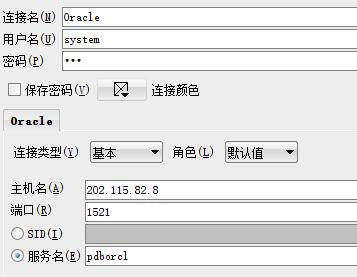 连接名(N) Oracle
用户名(U) system
密码(P) •••
保存密码(V) 连接颜色
Oracle
连接类型(Y) 基本 角色(L) 默认值
主机名(A) 202.115.82.8
端口(R) 1521
SID(I)
服务名(E) pdborcl